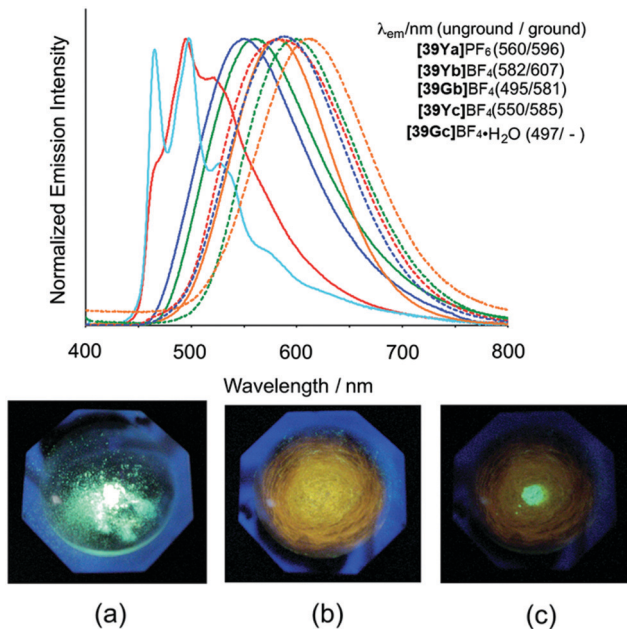 λem/nm (unground / ground)
[39Ya]PF6(560/596)
[39Yb]BF4(582/607)
[39Gb]BF4(495/581)
[39Yc]BF4(550/585)
[39Gc]BF4•H2O (497/ - )
Normalized Emission Intensity
400 500 600 700 800
Wavelength / nm
(a) (b) (c)